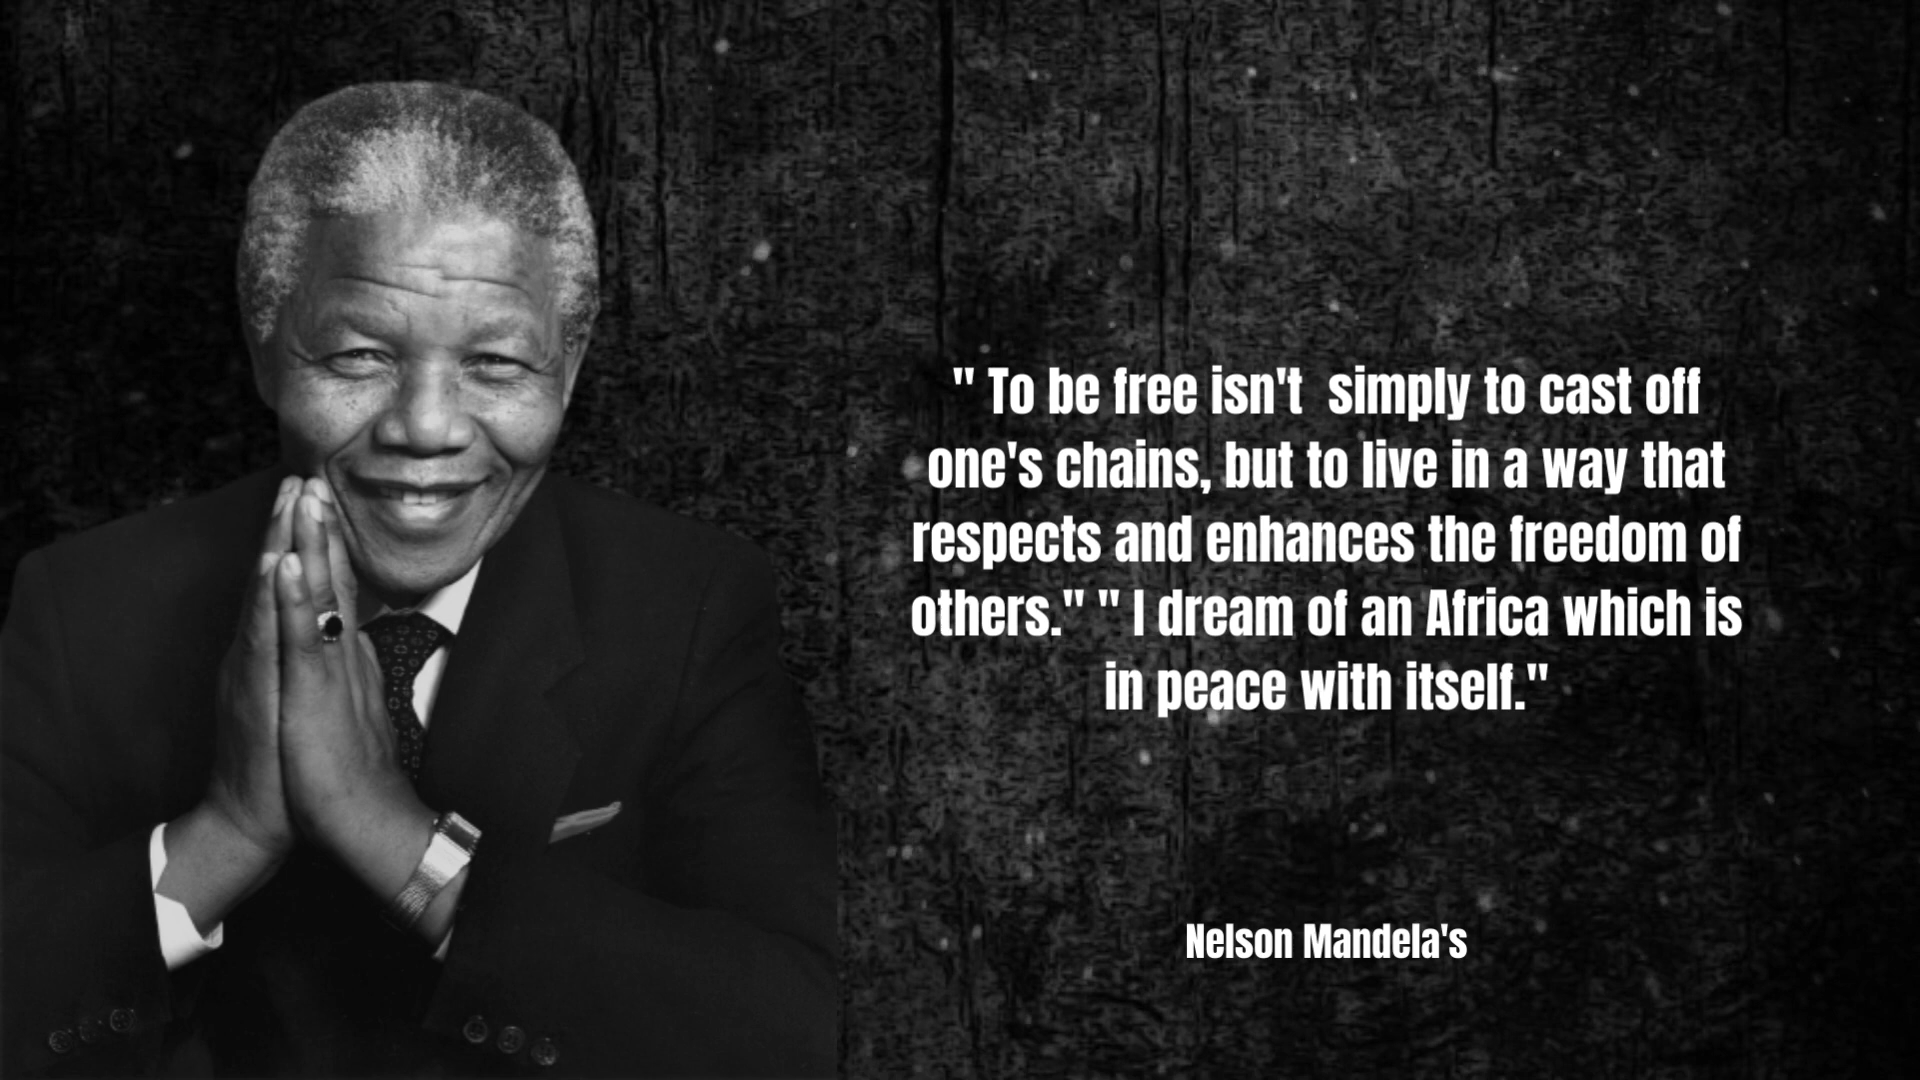 " To be free isn't  simply to cast off
one's chains, but to live in a way that
respects and enhances the freedom of
others." " I dream of an Africa which is
in peace with itself."
Nelson Mandela's